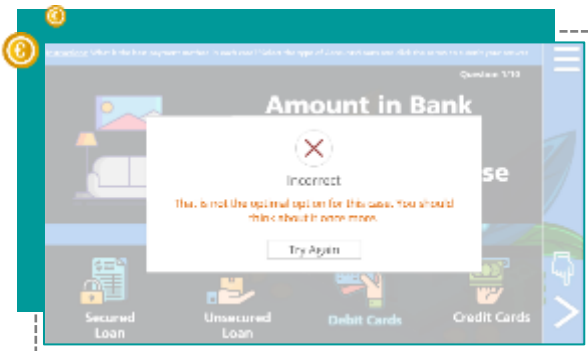 Question 1/10
Amount in Bank
se
Incorrect
That is not the optimal option for this case. You should
think about it once more.
Try Again
Secured
Loan
Unsecured
Loan
Debit Cards
Credit Cards